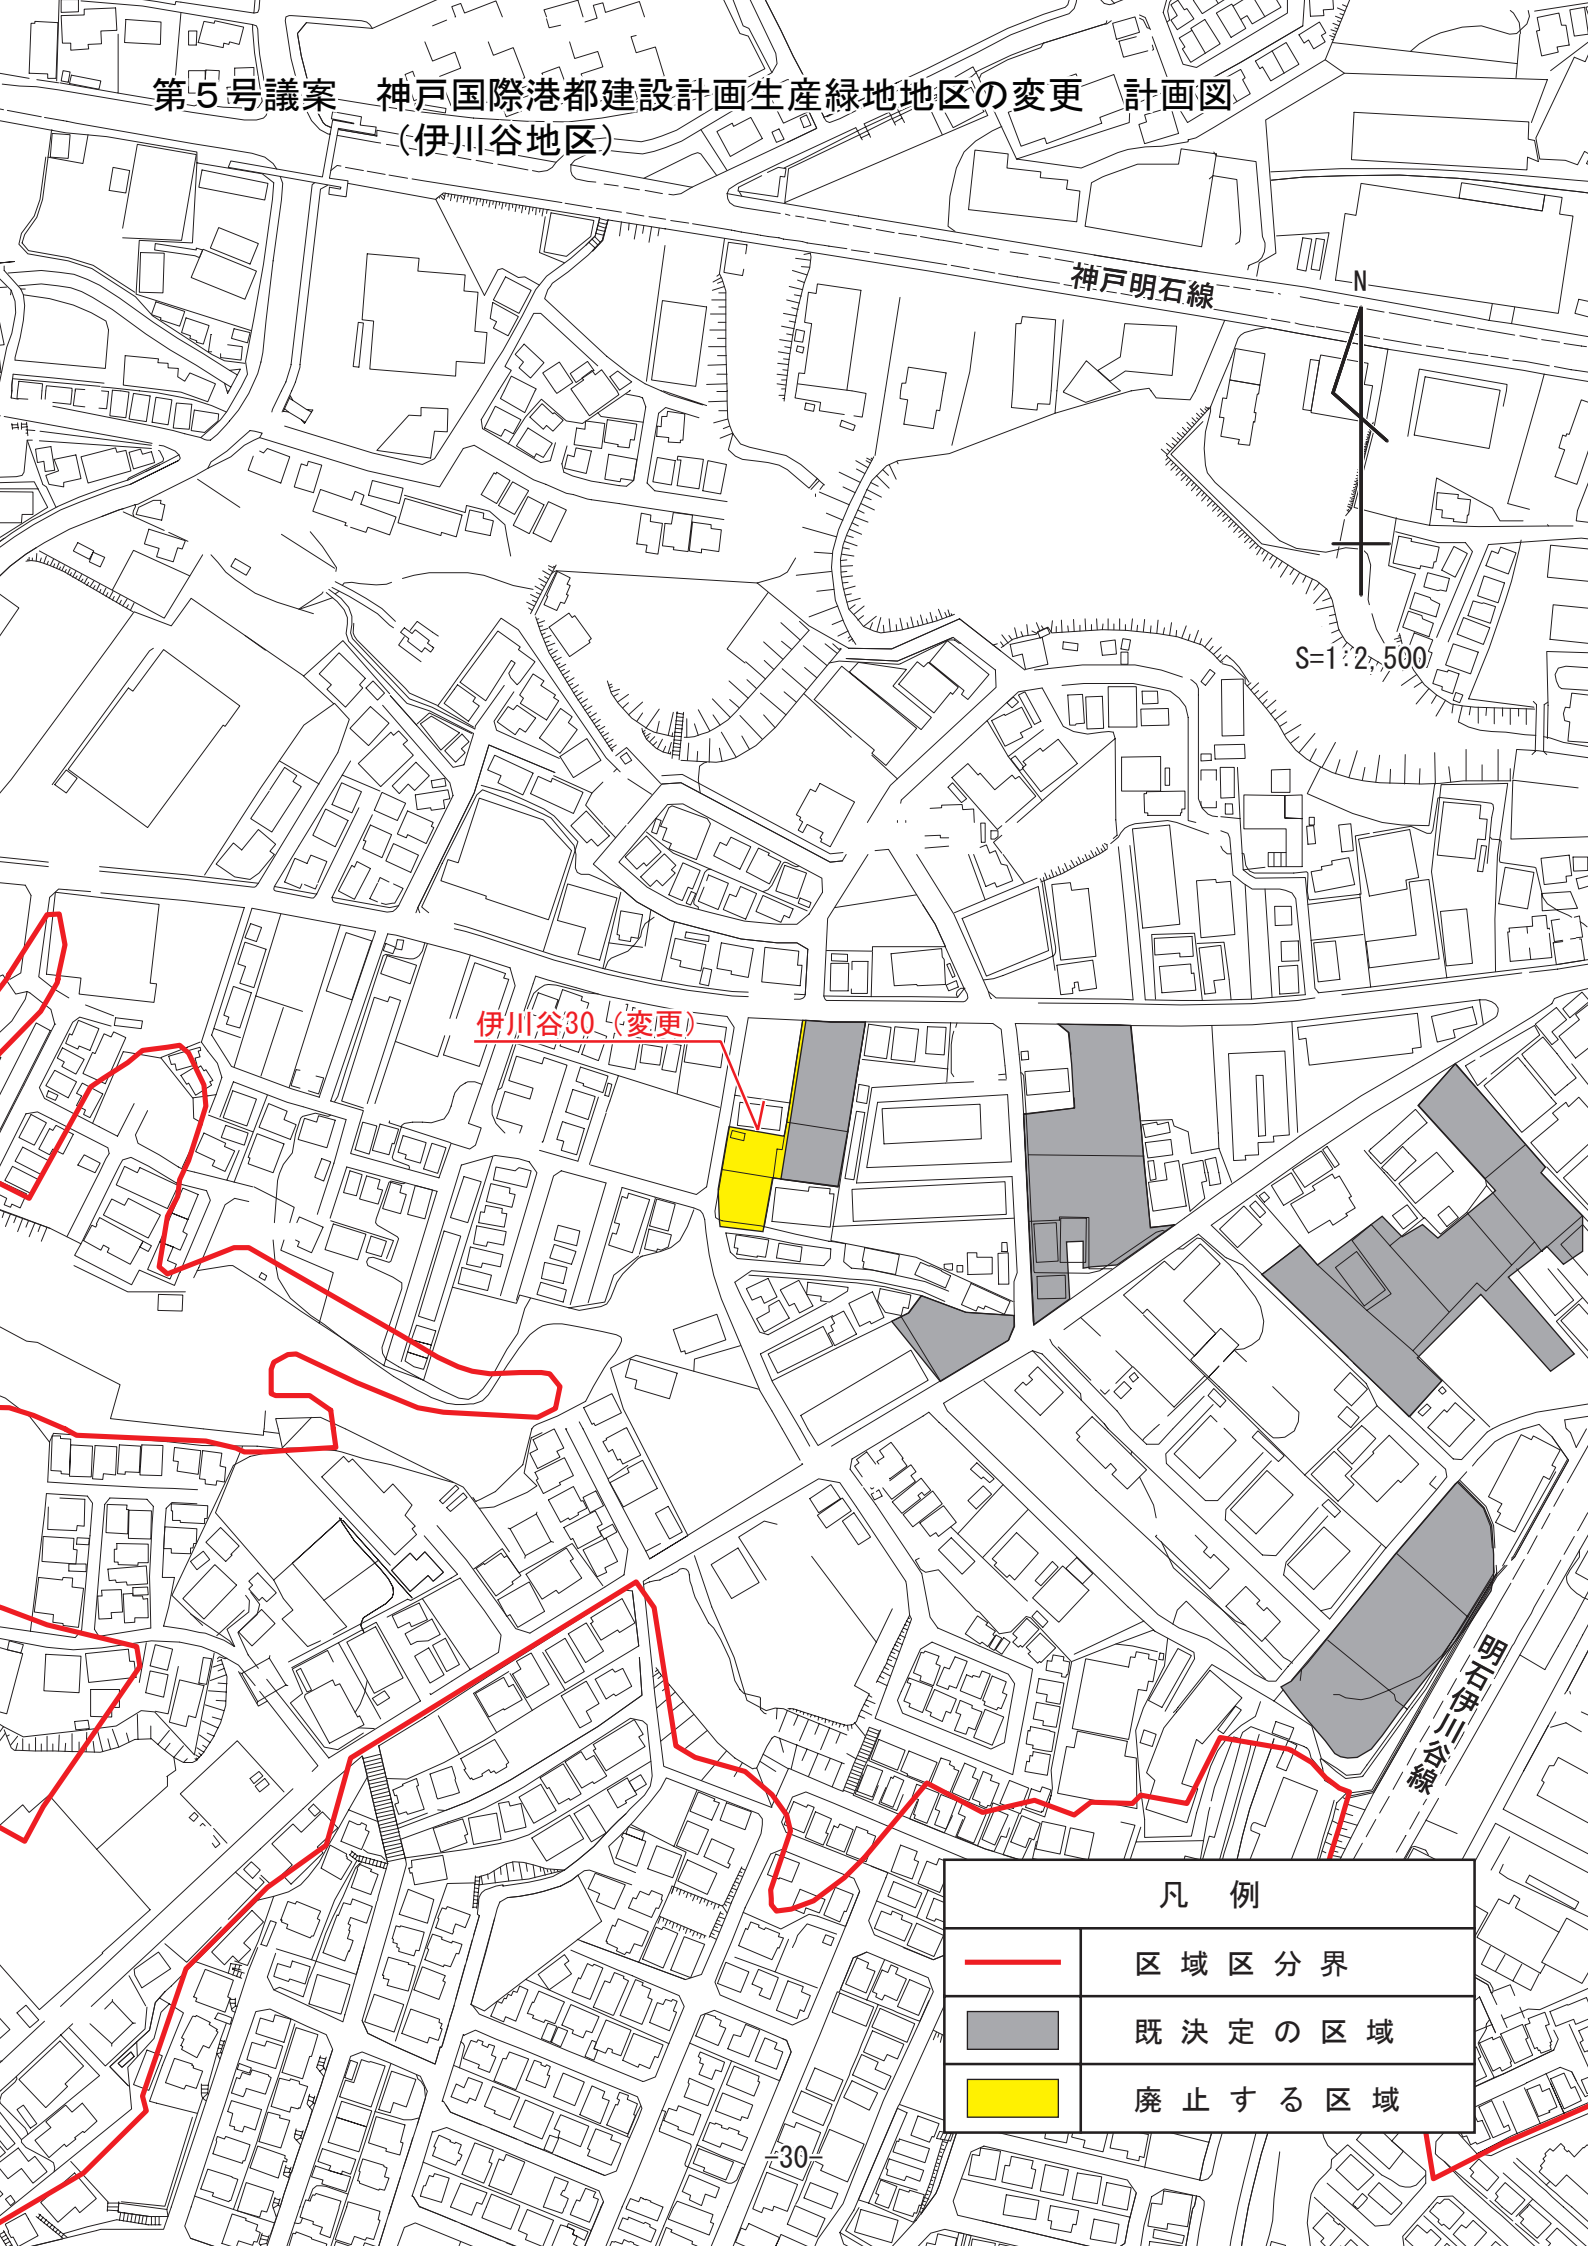 第５号議案　神戸国際港都建設計画生産緑地地区の変更　計画図
（伊川谷地区）
神戸明石線
N
S=1:2,500
伊川谷30（変更）
明石伊川谷線
凡　例
区域区分界
既決定の区域
廃止する区域
-30-